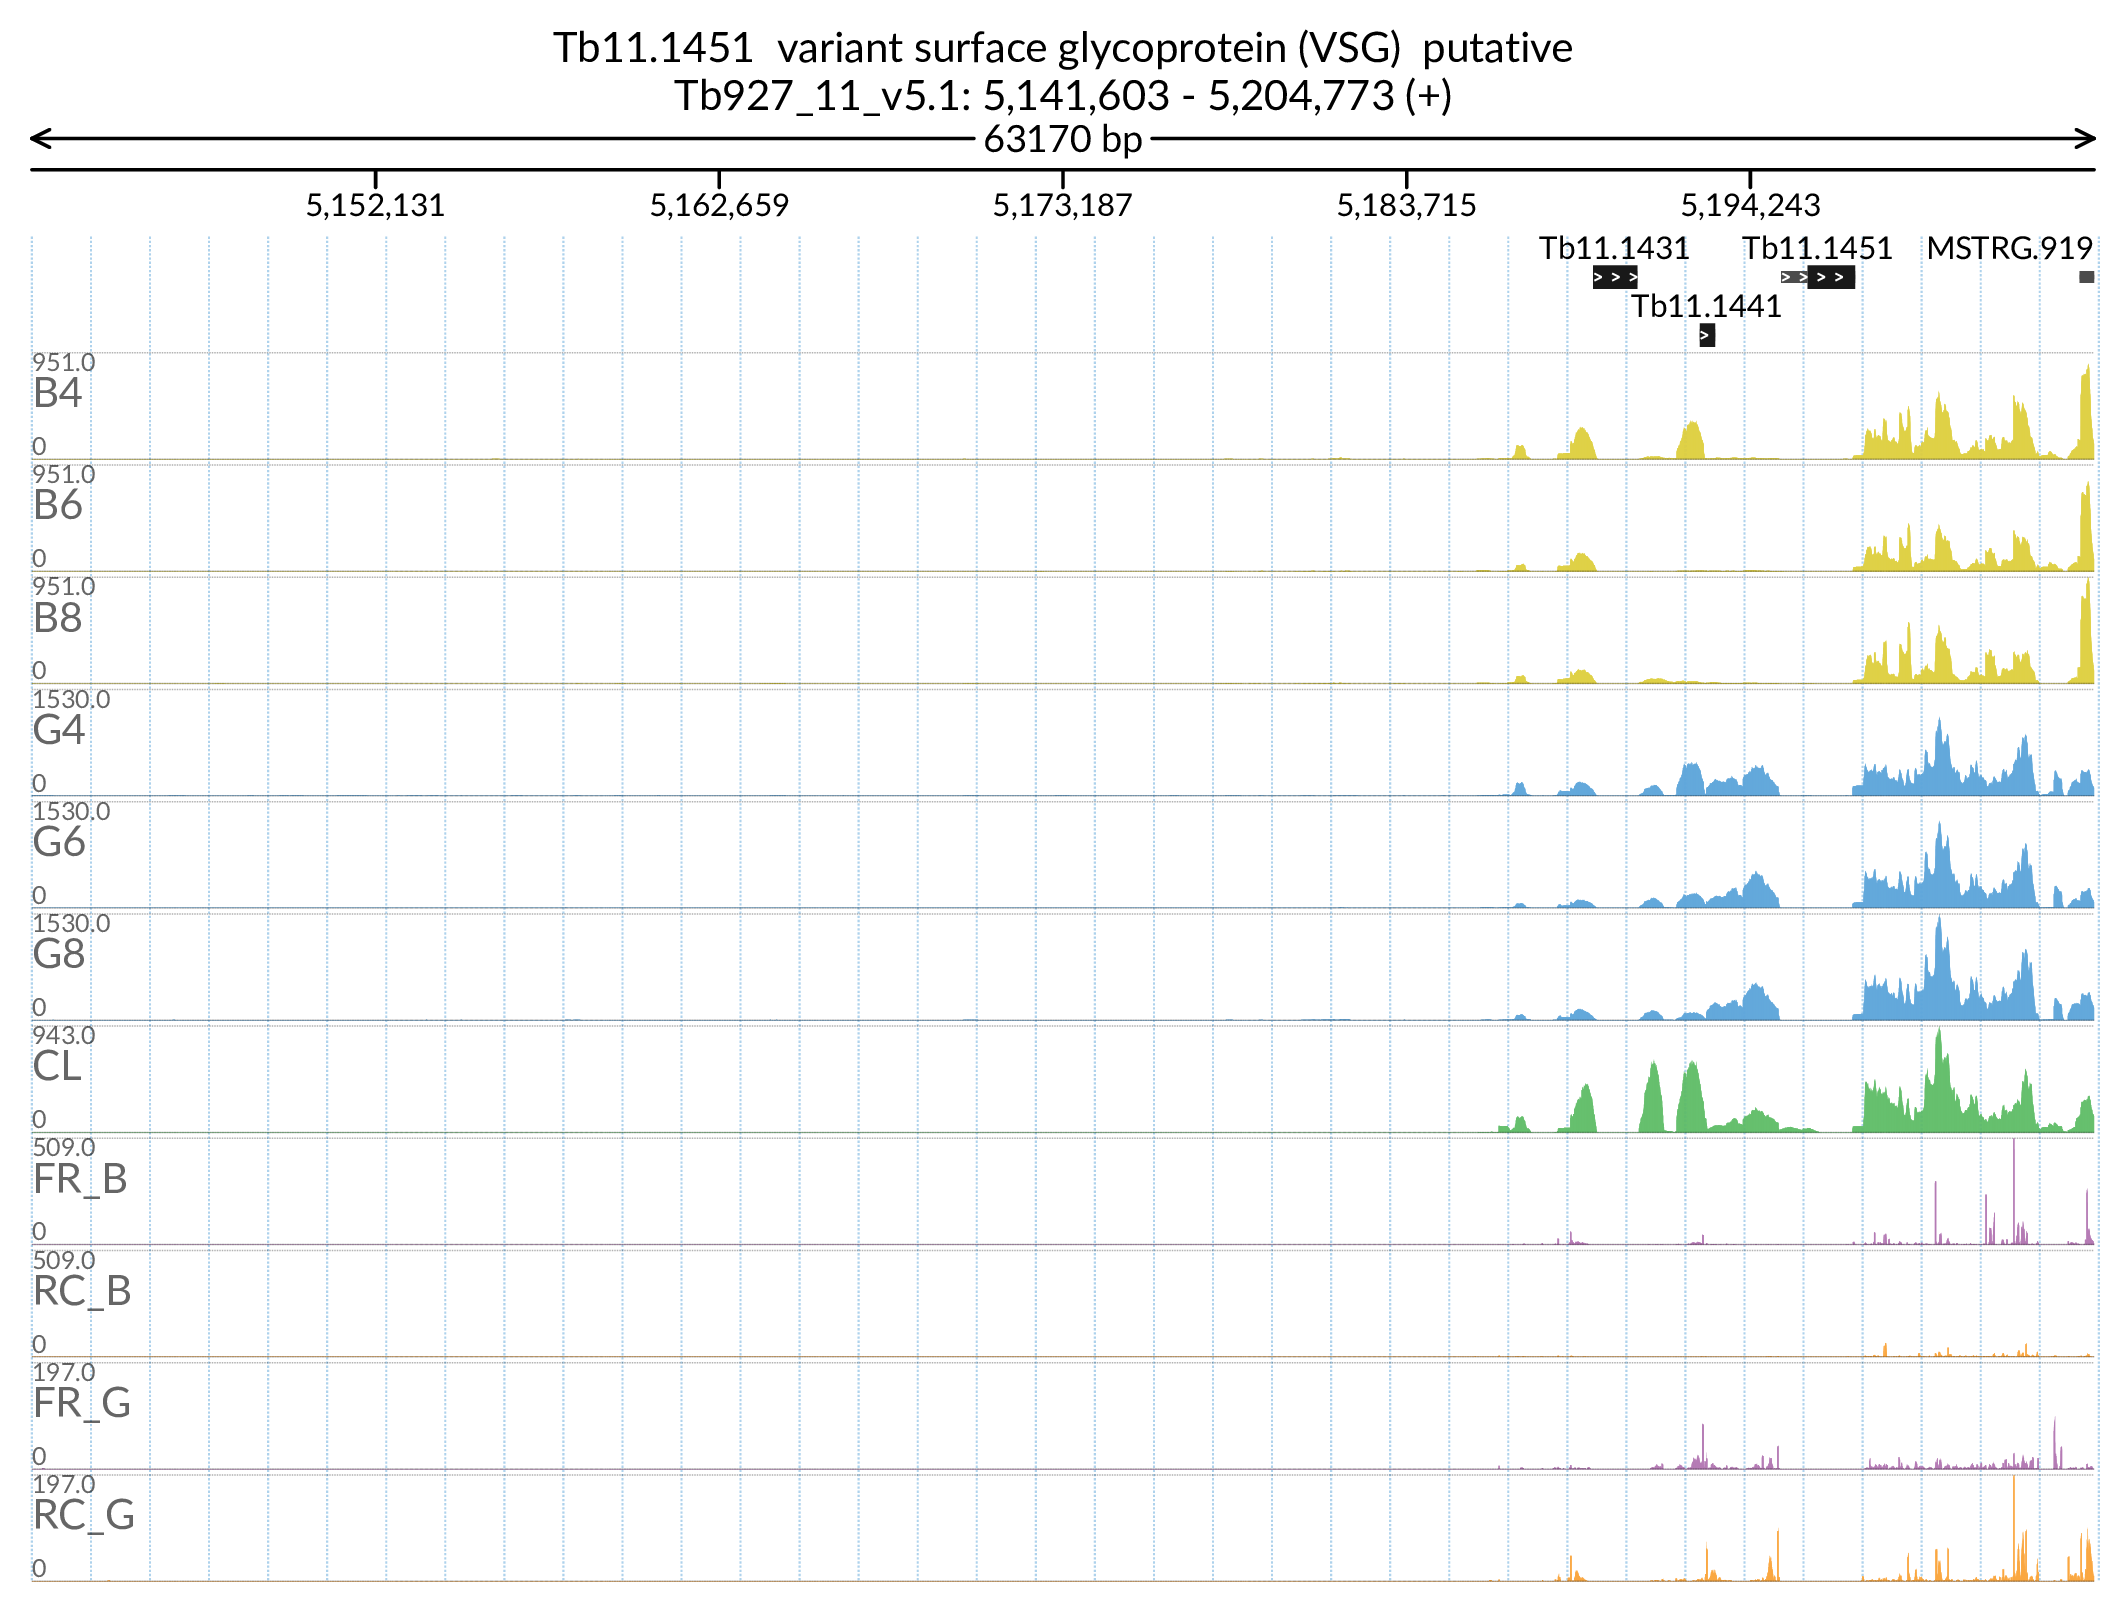 Tb11.1451 variant surface glycoprotein (VSG) putative
Tb927_11_v5.1: 5,141,603 - 5,204,773 (+)
63170 bp
5,152,131 5,162,659 5,173,187 5,183,715 5,194,243
Tb11.1431 Tb11.1451 MSTRG.919
Tb11.1441
951.0
B4
0
951.0
B6
0
951.0
B8
0
1530.0
G4
0
1530.0
G6
0
1530.0
G8
0
943.0
CL
0
509.0
FR_B
0
509.0
RC_B
0
197.0
FR_G
0
197.0
RC_G
0